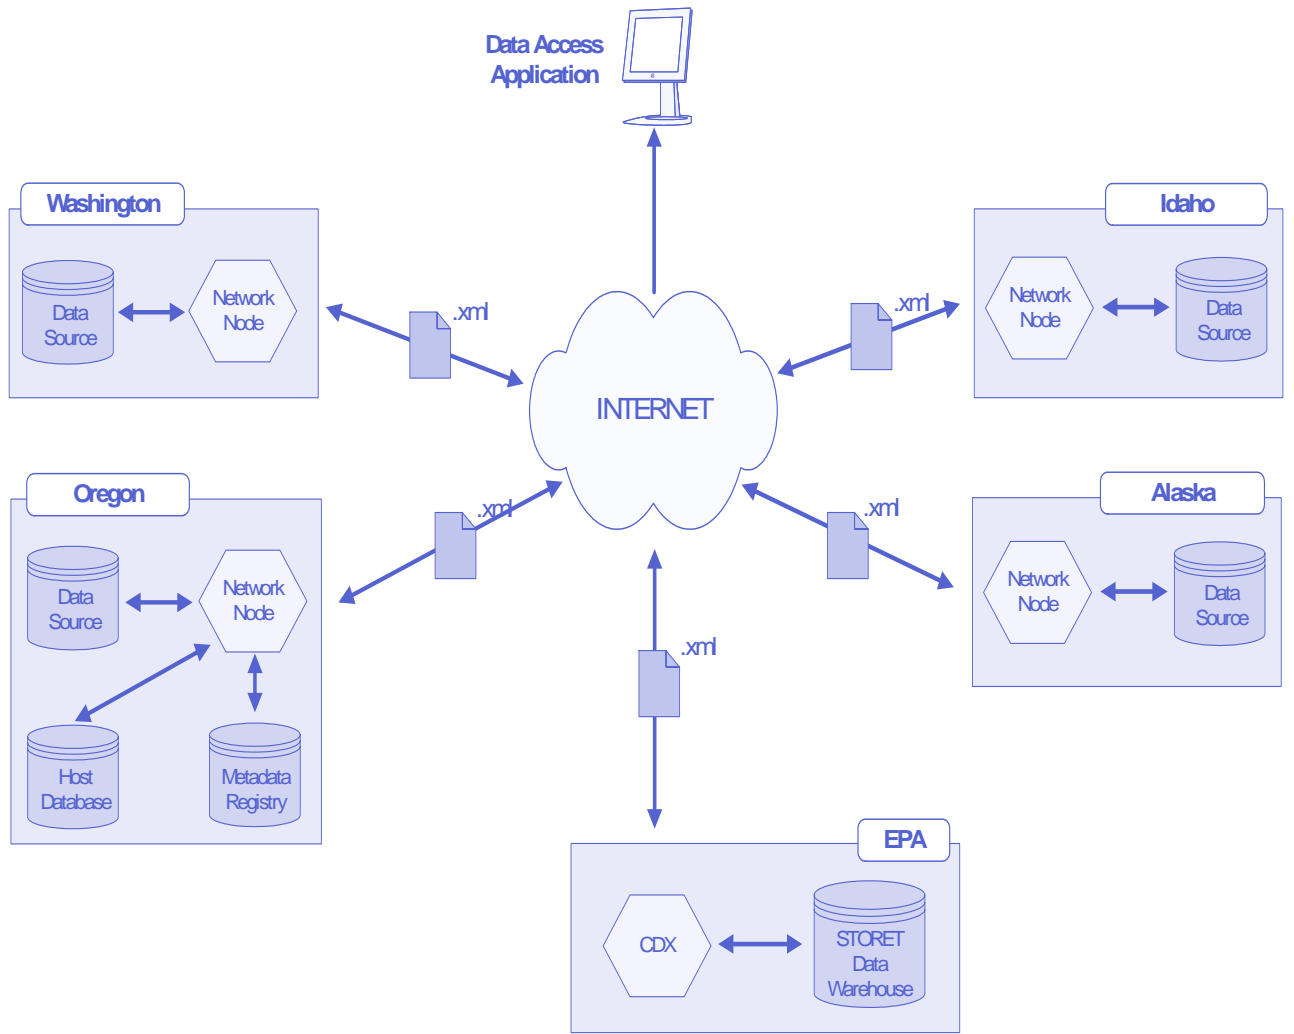 Data Access
Application
Washington
Data
Source
Network
Node
.xml
Idaho
Network
Node
Data
Source
.xml
INTERNET
Oregon
Data
Source
Network
Node
Host
Database
Metadata
Registry
.xml
Alaska
Network
Node
Data
Source
.xml
.xml
EPA
CDX
STORET
Data
Warehouse